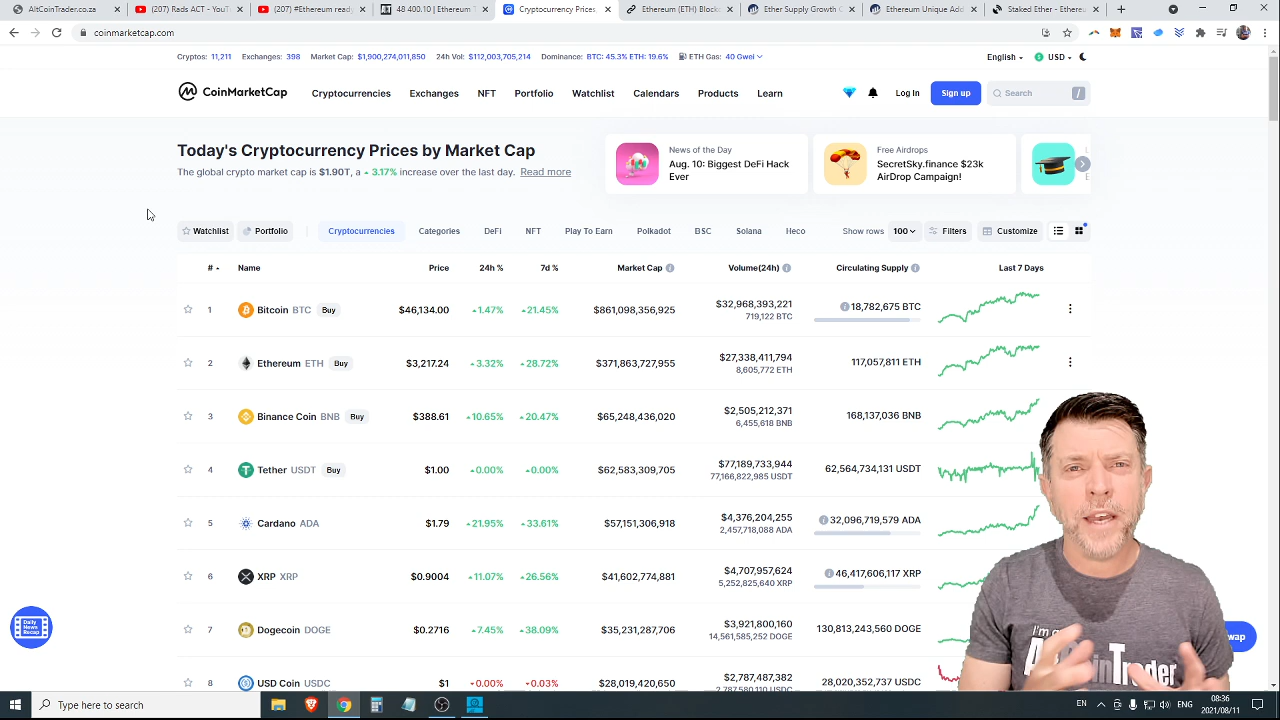 AltCoinTrader.co.za
(207) Rads ACT - YouTube
(207) #Ethereum ready
48 400.10 | Ethereum T
Cryptocurrency Prices
Ethereum (ETH) Blockc
Ether Supply Growth C
Ethereum Unique Add
Staked Ether - Ethereu
coinmarketcap.com
Cryptos: 11,211 Exchanges: 398 Market Cap: $1,900,274,011,850 24h Vol: $112,003,705,214 Dominance: BTC: 45.3% ETH: 19.6% ETH Gas: 40 Gwei English USD
CoinMarketCap Cryptocurrencies Exchanges NFT Portfolio Watchlist Calendars Products Learn Log In Sign up Search /
Today's Cryptocurrency Prices by Market Cap
The global crypto market cap is $1.90T, a 3.17% increase over the last day. Read more
News of the Day
Aug. 10: Biggest DeFi Hack
Ever
Free Airdrops
SecretSky.finance $23k
AirDrop Campaign!
Watchlist Portfolio Cryptocurrencies Categories DeFi NFT Play To Earn Polkadot BSC Solana Heco Show rows 100 Filters Customize
# Name Price 24h % 7d % Market Cap Volume(24h) Circulating Supply Last 7 Days
1 Bitcoin BTC Buy $46,134.00 1.47% 21.45% $861,098,356,925 $32,968,393,221 18,782,675 BTC
719,122 BTC
2 Ethereum ETH Buy $3,217.24 3.32% 28.72% $371,863,727,955 $27,338,411,794 117,057,811 ETH
8,605,772 ETH
3 Binance Coin BNB Buy $388.61 10.65% 20.47% $65,248,436,020 $2,505,212,371 168,137,036 BNB
6,455,618 BNB
4 Tether USDT Buy $1.00 0.00% 0.00% $62,583,309,705 $77,189,733,944 62,564,734,131 USDT
77,166,822,985 USDT
5 Cardano ADA $1.79 21.95% 33.61% $57,151,306,918 $4,376,204,255 32,096,719,579 ADA
2,457,718,088 ADA
6 XRP XRP $0.9004 11.07% 26.56% $41,602,774,881 $4,707,957,624 46,417,606,117 XRP
5,252,825,640 XRP
7 Dogecoin DOGE $0.2716 7.45% 38.09% $35,231,287,706 $3,921,800,160 130,813,243,560 DOGE
14,561,585,252 DOGE
8 USD Coin USDC $1 0.00% 0.03% $28,019,420,650 $2,787,487,382 28,020,352,737 USDC
2,787,580,110 USDC
Daily
News
Recap
wap
I'm a
CoinTrader
Type here to search
EN
ENG
08:36
2021/08/11